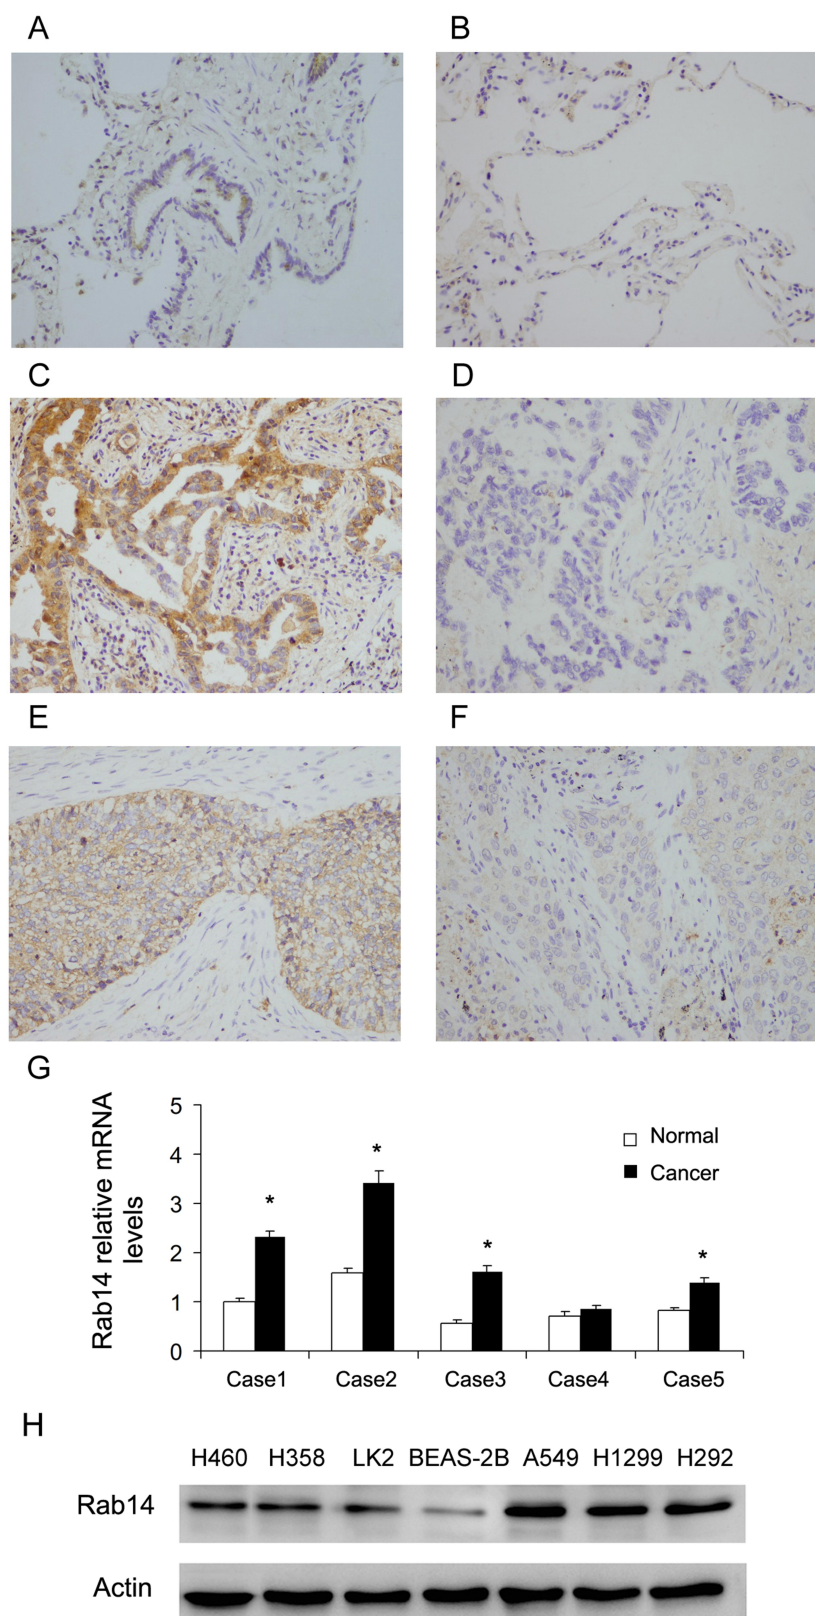 A
B
C
D
E
F
G
Rab14 relative mRNA
levels
5
4
3
2
1
0
*
*
*
*
Normal
Cancer
Case1 Case2 Case3 Case4 Case5
H
H460 H358 LK2 BEAS-2B A549 H1299 H292
Rab14
Actin